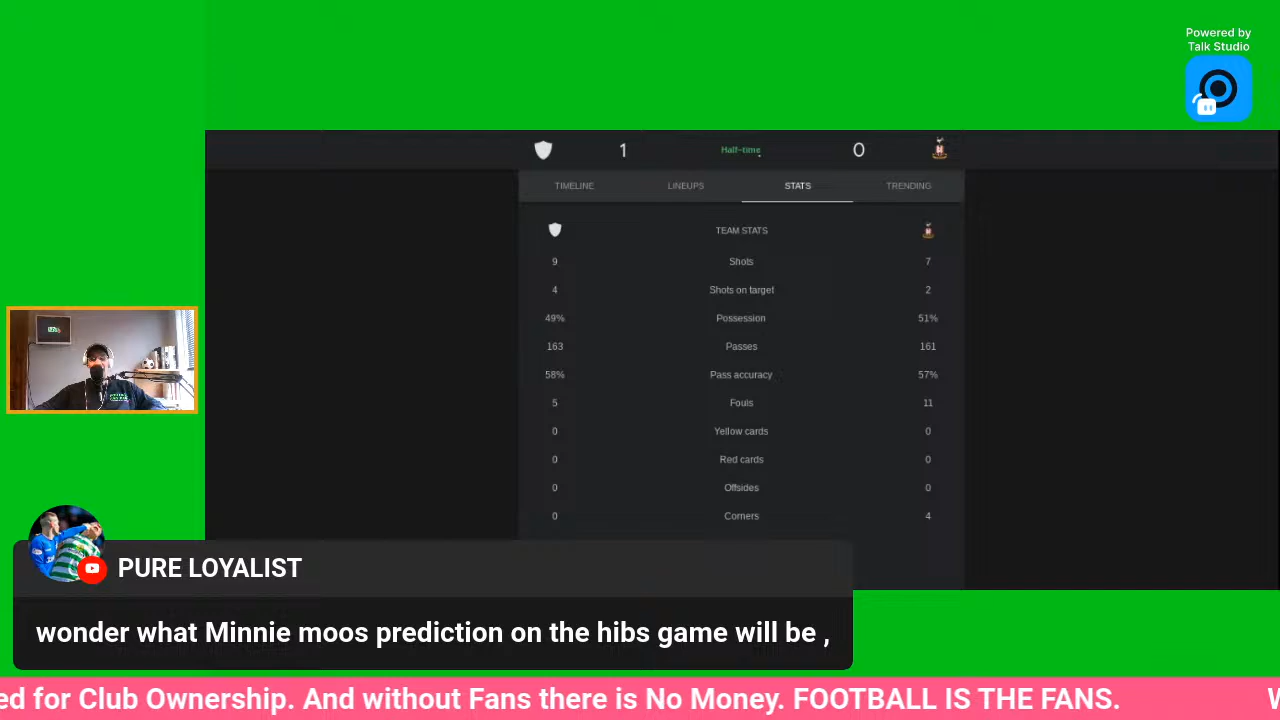 Powered by
Talk Studio
1 Half-time 0
TIMELINE LINEUPS STATS TRENDING
TEAM STATS
9 Shots 7
4 Shots on target 2
49% Possession 51%
163 Passes 161
58% Pass accuracy 57%
5 Fouls 11
0 Yellow cards 0
0 Red cards 0
0 Offsides 0
0 Corners 4
PURE LOYALIST
wonder what Minnie moos prediction on the hibs game will be ,
ed for Club Ownership. And without Fans there is No Money. FOOTBALL IS THE FANS. W